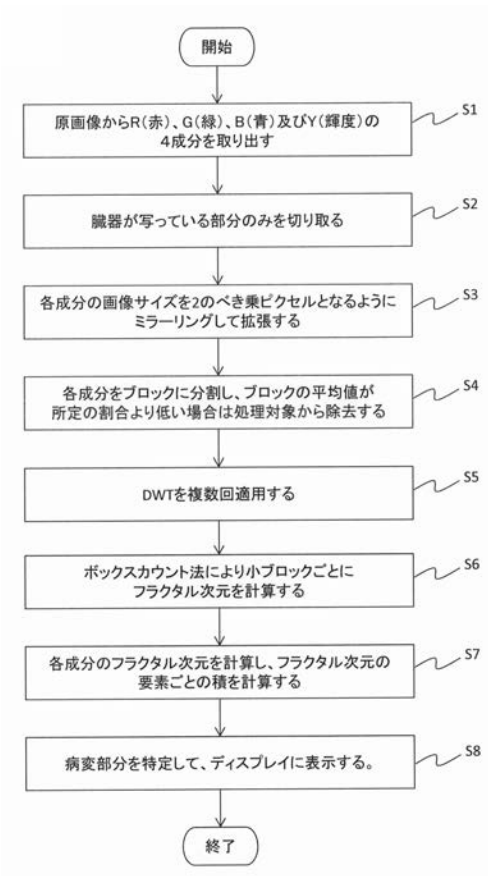 開始
原画像からR(赤)、G(緑)、B(青)及びY(輝度)の
4成分を取り出す
S1
臓器が写っている部分のみを切り取る
S2
各成分の画像サイズを2のべき乗ピクセルとなるように
ミラーリングして拡張する
S3
各成分をブロックに分割し、ブロックの平均値が
所定の割合より低い場合は処理対象から除去する
S4
DWTを複数回適用する
S5
ボックスカウント法により小ブロックごとに
フラクタル次元を計算する
S6
各成分のフラクタル次元を計算し、フラクタル次元の
要素ごとの積を計算する
S7
病変部分を特定して、ディスプレイに表示する。
S8
終了